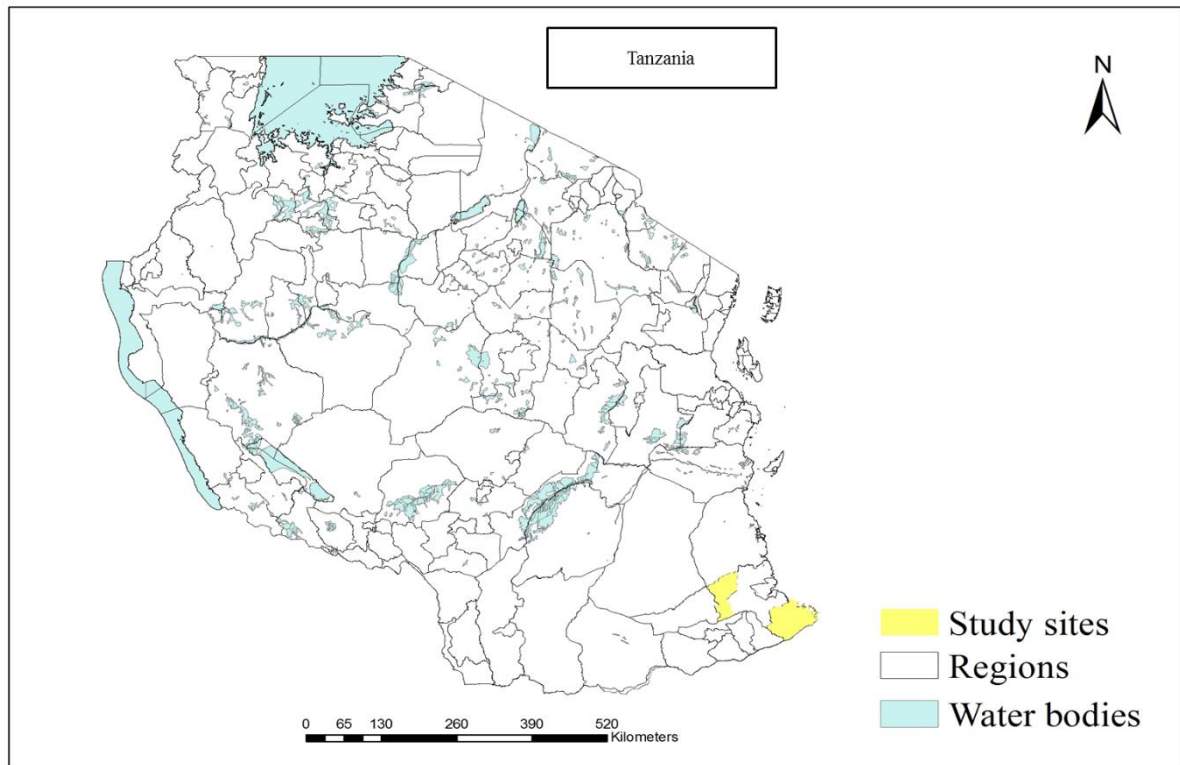 Tanzania
N
Study sites
Regions
Water bodies
0 65 130 260 390 520
Kilometers